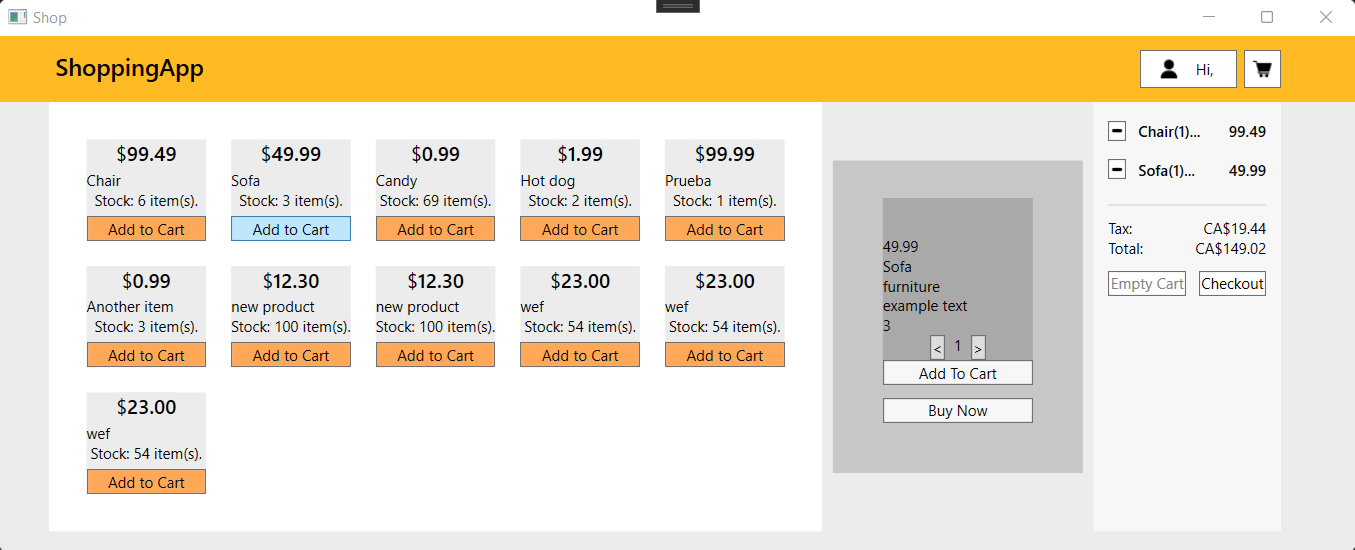 Shop
ShoppingApp
Hi,
$99.49
Chair
Stock: 6 item(s).
Add to Cart
$49.99
Sofa
Stock: 3 item(s).
Add to Cart
$0.99
Candy
Stock: 69 item(s).
Add to Cart
$1.99
Hot dog
Stock: 2 item(s).
Add to Cart
$99.99
Prueba
Stock: 1 item(s).
Add to Cart
$0.99
Another item
Stock: 3 item(s).
Add to Cart
$12.30
new product
Stock: 100 item(s).
Add to Cart
$12.30
new product
Stock: 100 item(s).
Add to Cart
$23.00
wef
Stock: 54 item(s).
Add to Cart
$23.00
wef
Stock: 54 item(s).
Add to Cart
$23.00
wef
Stock: 54 item(s).
Add to Cart
49.99
Sofa
furniture
example text
3
< 1 >
Add To Cart
Buy Now
Chair(1)... 99.49
Sofa(1)... 49.99
Tax: CA$19.44
Total: CA$149.02
Empty Cart Checkout